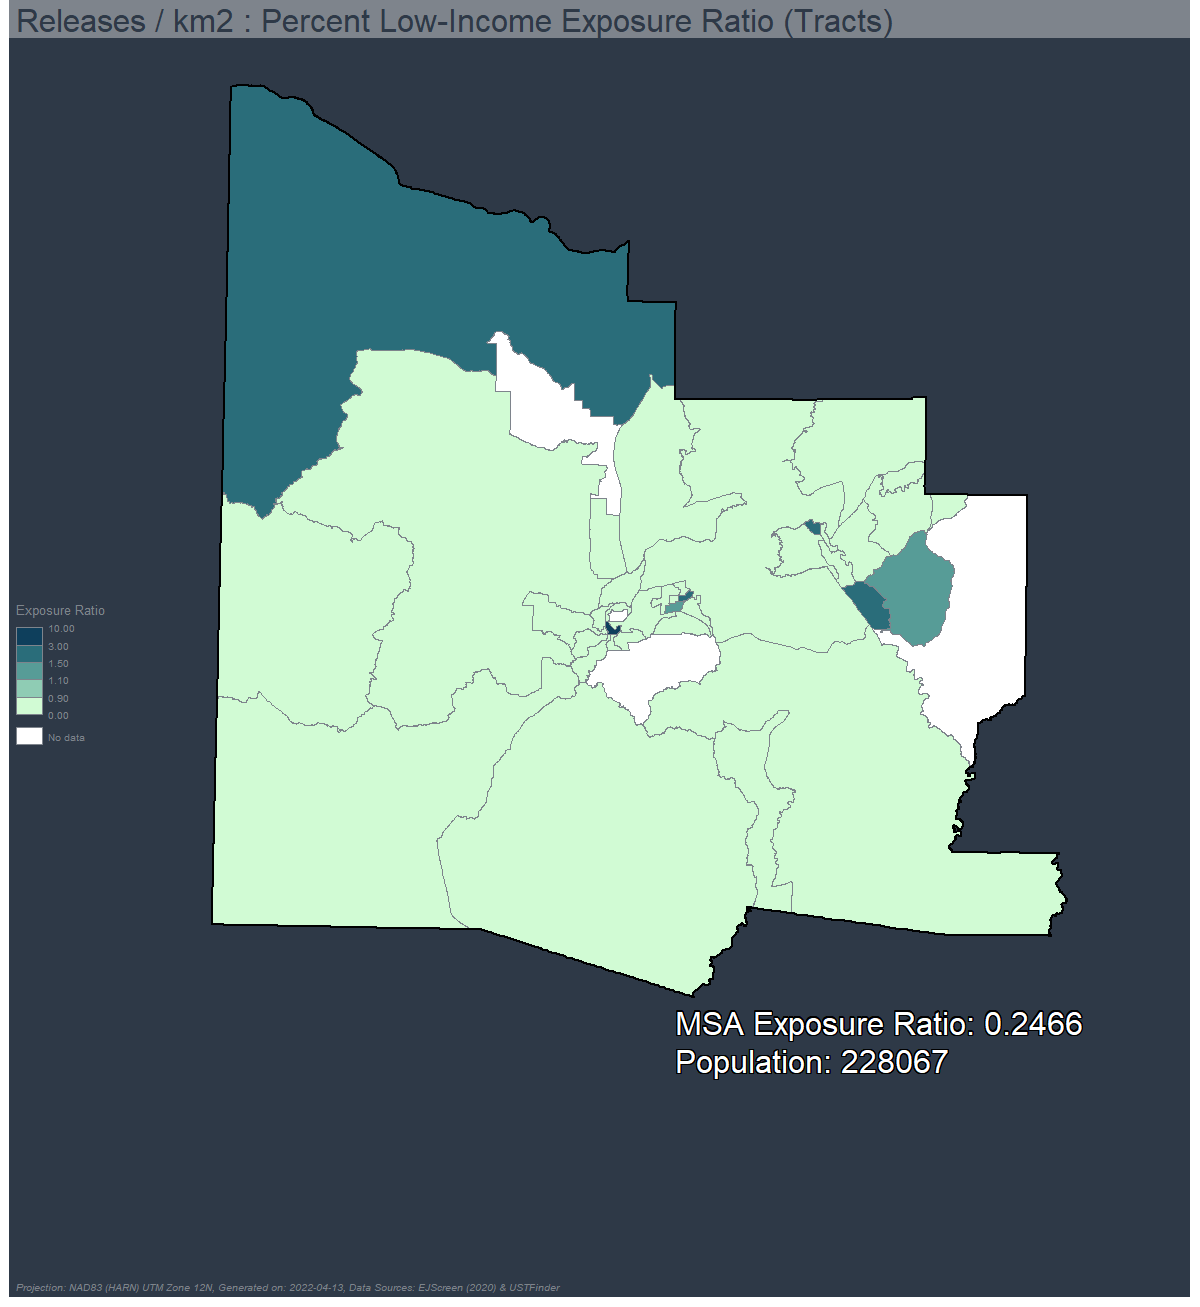 Releases / km2 : Percent Low-Income Exposure Ratio (Tracts)
Exposure Ratio
10.00
3.00
1.50
1.10
0.90
0.00
No data
MSA Exposure Ratio: 0.2466
Population: 228067
Projection: NAD83 (HARN) UTM Zone 12N, Generated on: 2022-04-13, Data Sources: EJScreen (2020) & USTFinder